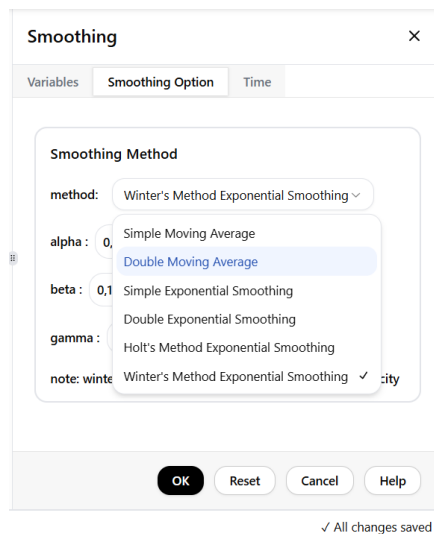 Smoothing
Variables Smoothing Option Time
Smoothing Method
method: Winter's Method Exponential Smoothing
Simple Moving Average
alpha : 0,
Double Moving Average
beta : 0,1
Simple Exponential Smoothing
Double Exponential Smoothing
gamma :
Holt's Method Exponential Smoothing
note: winte
Winter's Method Exponential Smoothing ✓
city
OK Reset Cancel Help
✓ All changes saved